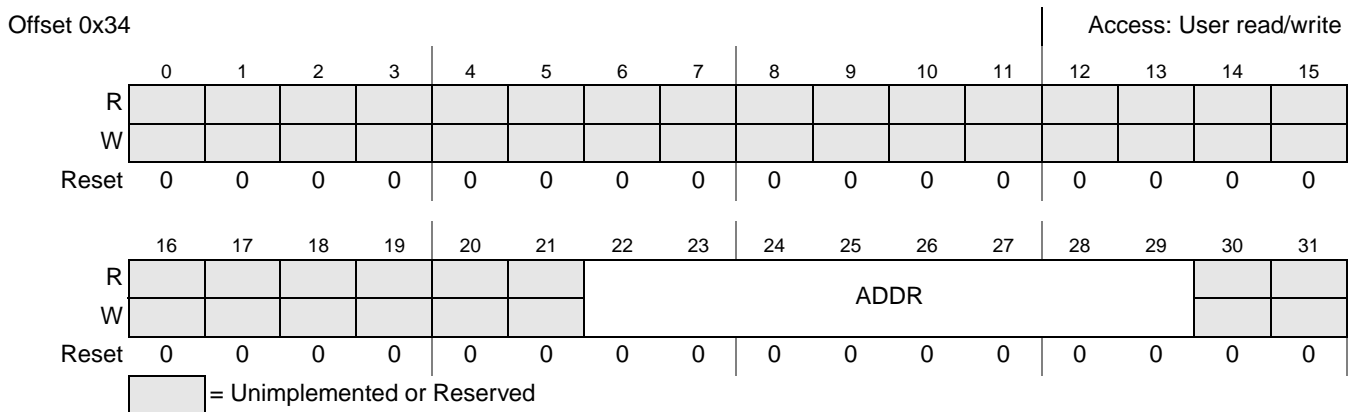 Offset 0x34 Access: User read/write
0 1 2 3 4 5 6 7 8 9 10 11 12 13 14 15
R
W
Reset 0 0 0 0 0 0 0 0 0 0 0 0 0 0 0 0
16 17 18 19 20 21 22 23 24 25 26 27 28 29 30 31
R ADDR
W
Reset 0 0 0 0 0 0 0 0 0 0 0 0 0 0 0 0
= Unimplemented or Reserved